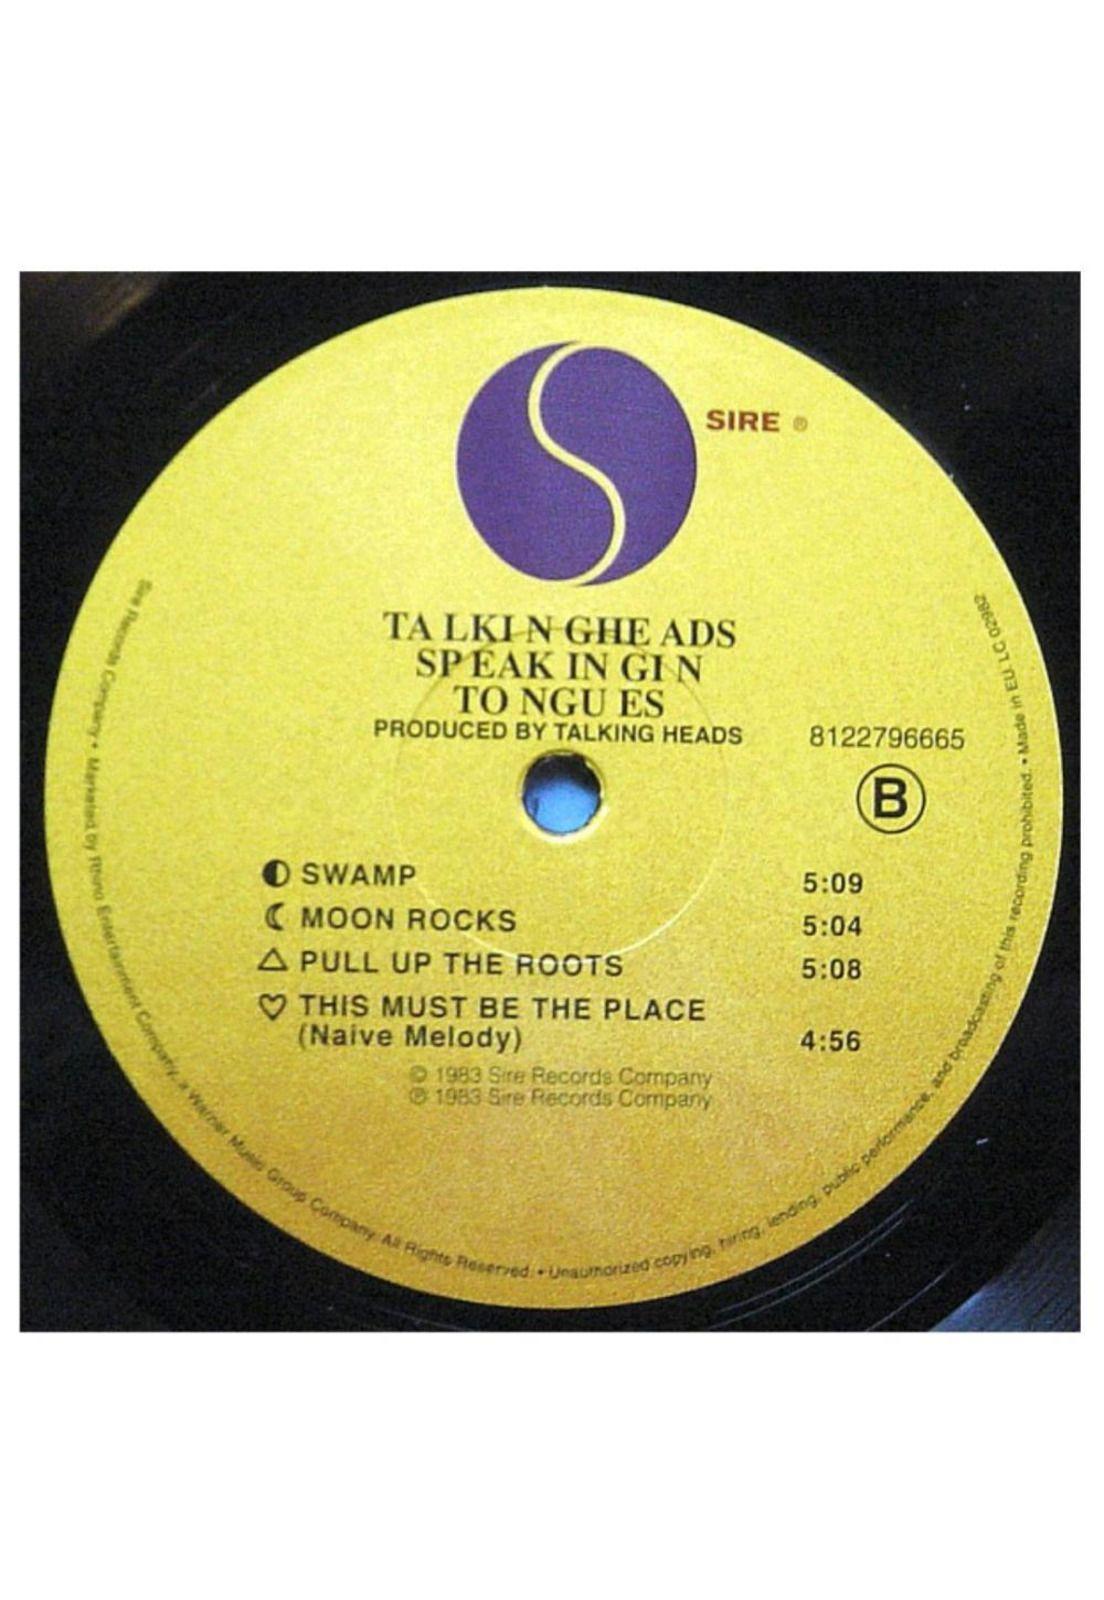 SIRE ®
TA LKI N GHE ADS
SP EAK IN GI N
TO NGU ES
PRODUCED BY TALKING HEADS
8122796665
B
SWAMP 5:09
MOON ROCKS 5:04
PULL UP THE ROOTS 5:08
THIS MUST BE THE PLACE
(Naive Melody) 4:56
© 1983 Sire Records Company
℗ 1983 Sire Records Company
Sire Records Company • Marketed by Rhino Entertainment Company, a Warner Music Group Company. All Rights Reserved. • Unauthorized copying, hiring, lending, public performance, and broadcasting of this recording prohibited. • Made in EU. LC 02982